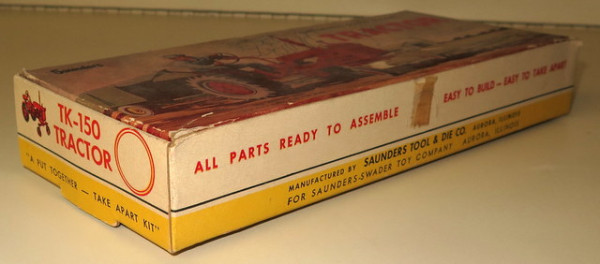 TRACTOR
TK-150
TRACTOR
"A PUT TOGETHER — TAKE APART KIT"
ALL PARTS READY TO ASSEMBLE
EASY TO BUILD — EASY TO TAKE APART
MANUFACTURED BY SAUNDERS TOOL & DIE CO. AURORA, ILLINOIS
FOR SAUNDERS-SWADER TOY COMPANY AURORA, ILLINOIS